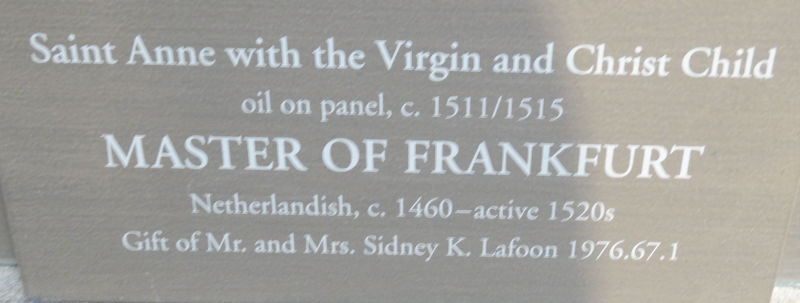 Saint Anne with the Virgin and Christ Child
oil on panel, c. 1511/1515
MASTER OF FRANKFURT
Netherlandish, c. 1460–active 1520s
Gift of Mr. and Mrs. Sidney K. Lafoon 1976.67.1